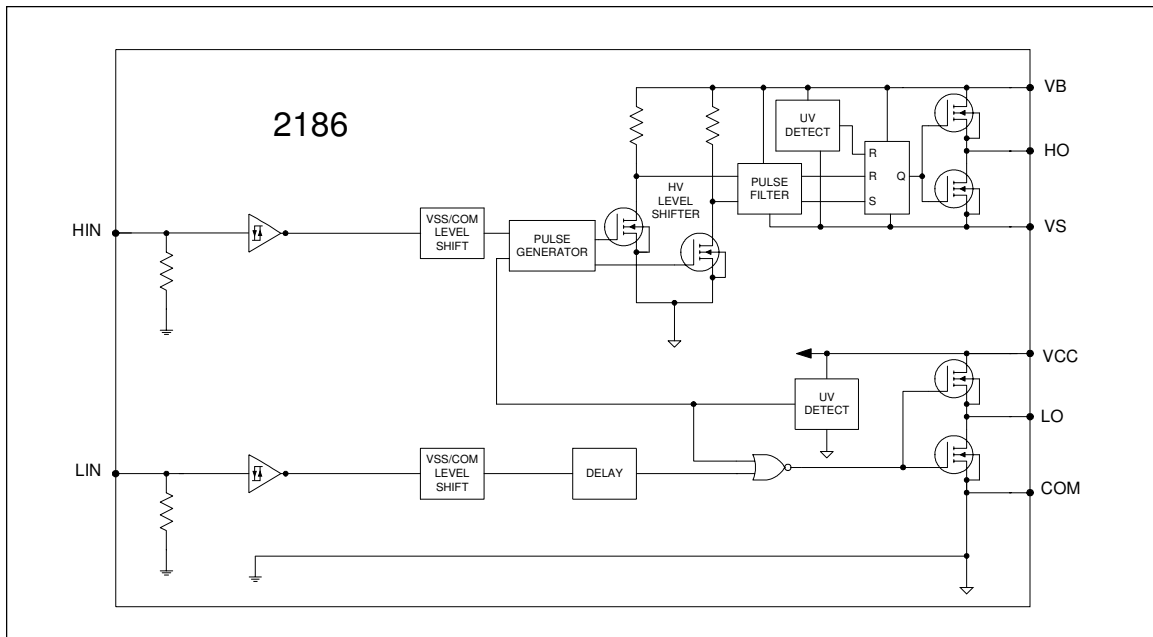 2186
VB
UV
DETECT
R
R
S
Q
HO
PULSE
FILTER
HV
LEVEL
SHIFTER
VS
HIN
VSS/COM
LEVEL
SHIFT
PULSE
GENERATOR
VCC
UV
DETECT
LO
LIN
VSS/COM
LEVEL
SHIFT
DELAY
COM